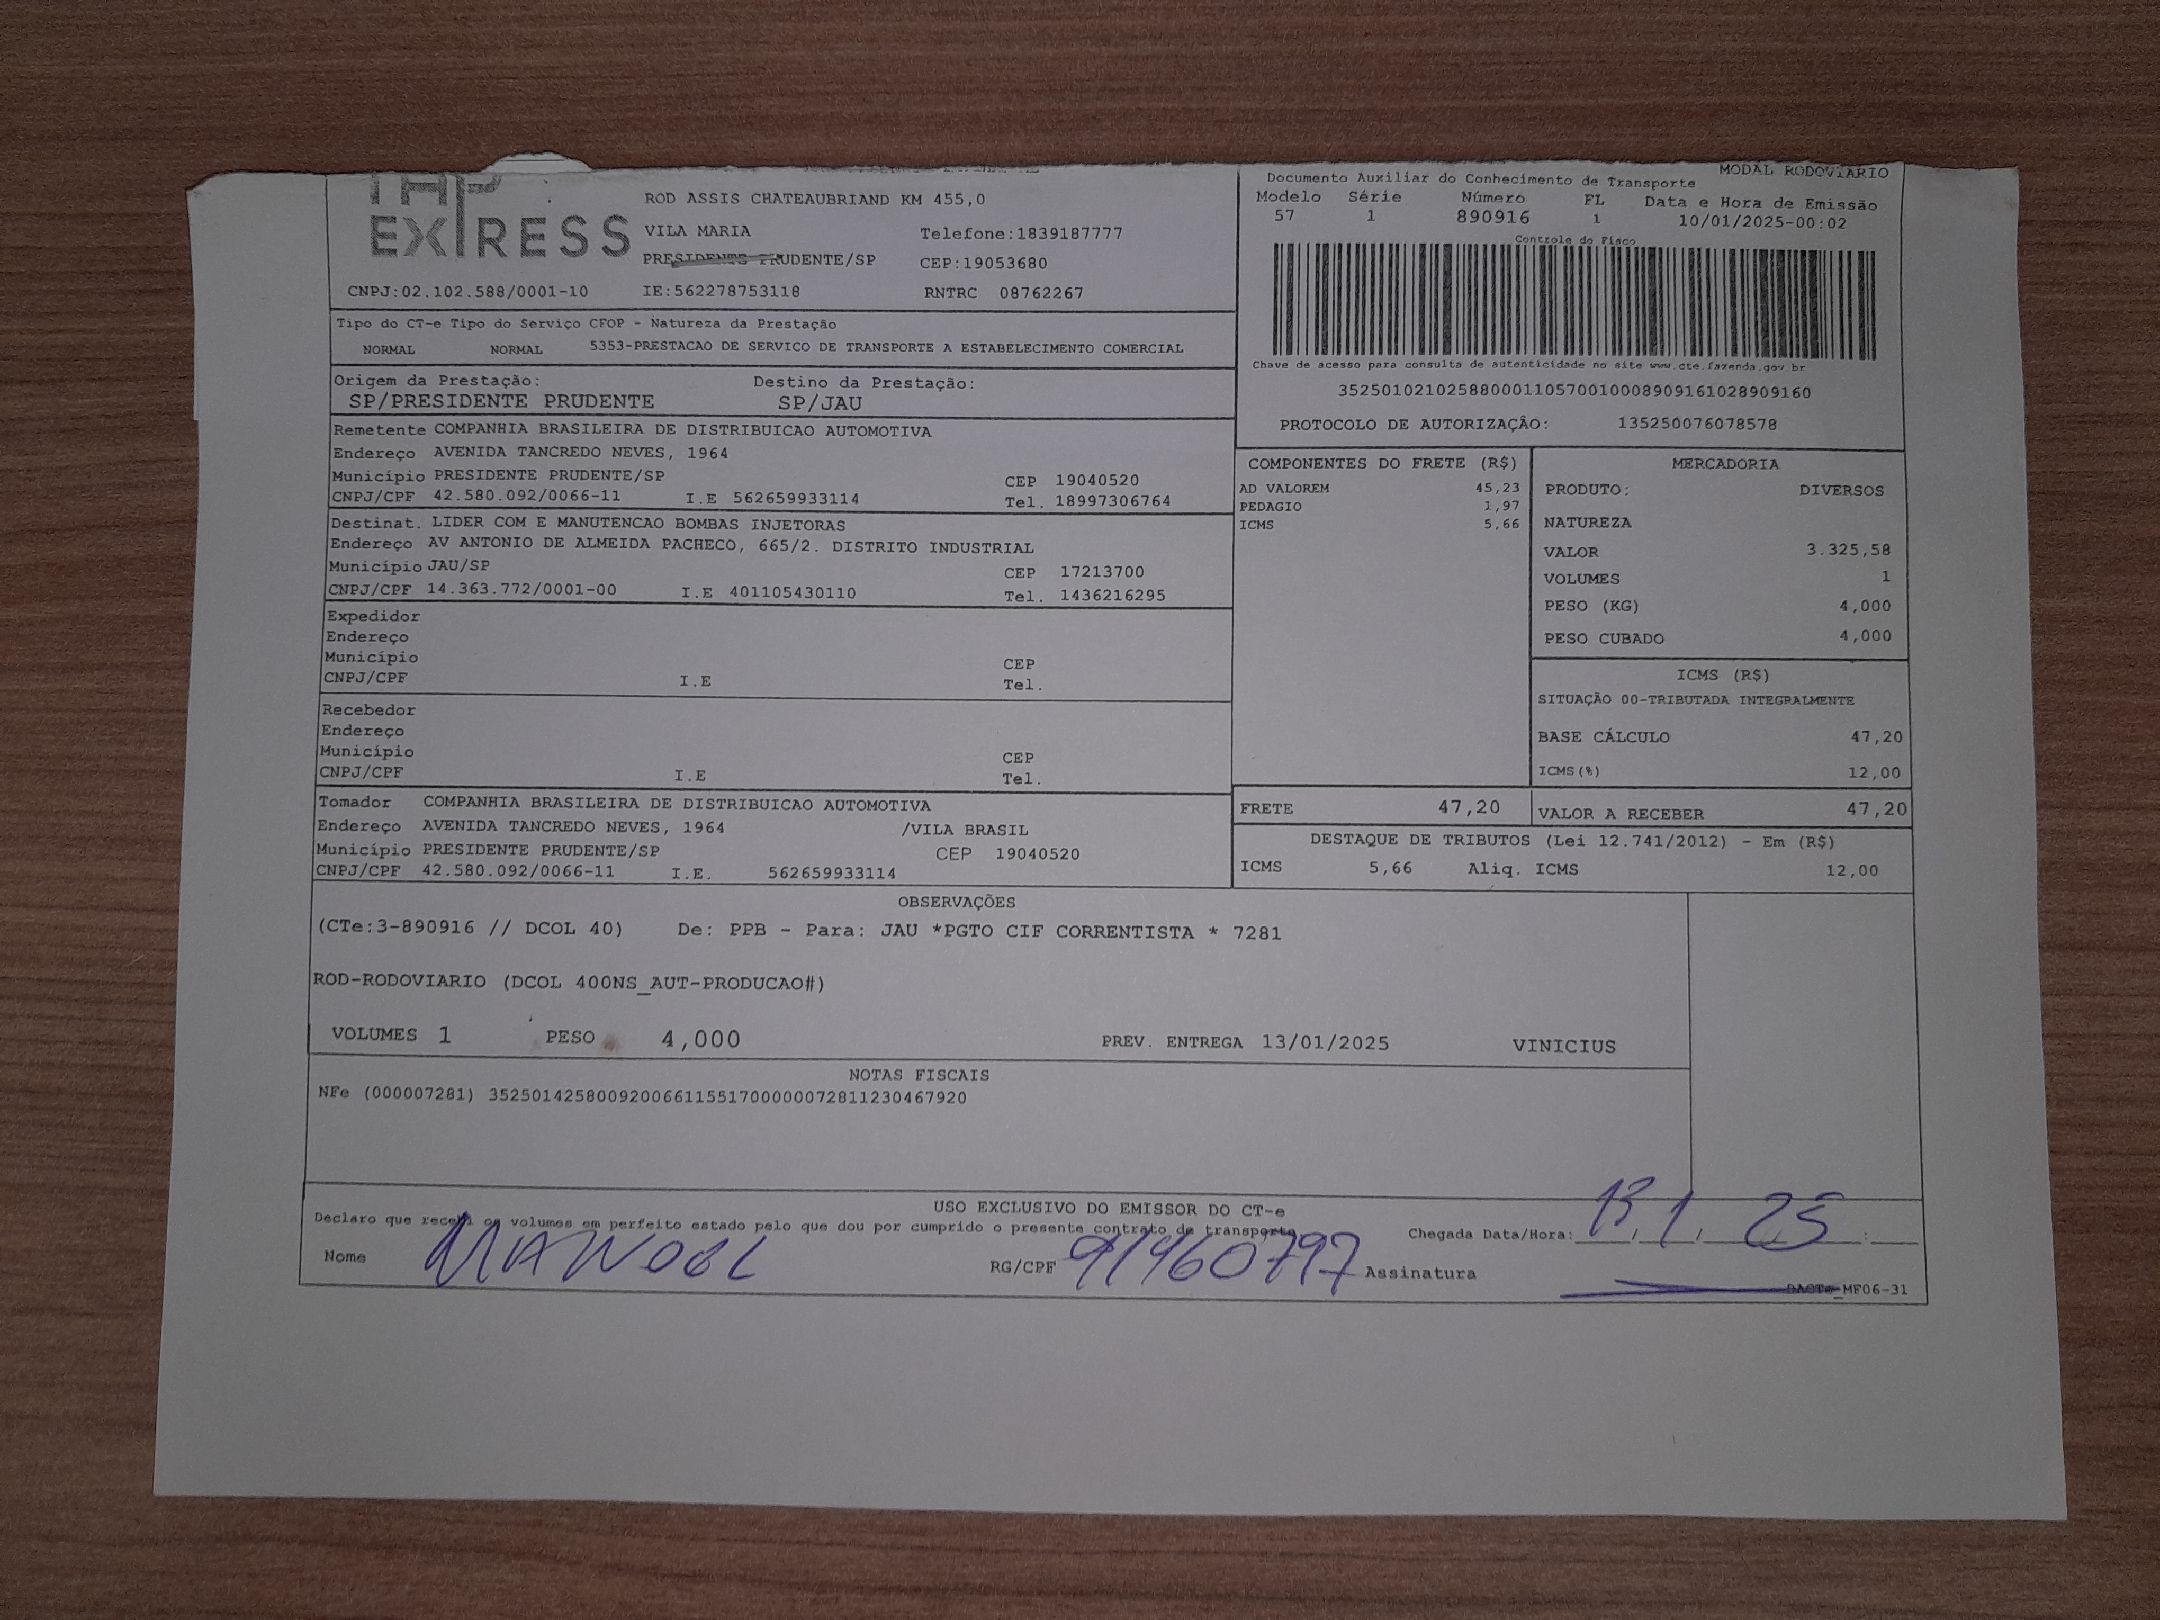 EXPRESS
ROD ASSIS CHATEAUBRIAND KM 455,0
VILA MARIA Telefone:1839187777
PRESIDENTE PRUDENTE/SP CEP:19053680
CNPJ:02.102.588/0001-10 IE:562278753118 RNTRC 08762267
MODAL RODOVIARIO
Documento Auxiliar do Conhecimento de Transporte
Modelo Série Número FL Data e Hora de Emissão
57 1 890916 1 10/01/2025-00:02
Controle do Fisco
Chave de acesso para consulta de autenticidade no site www.cte.fazenda.gov.br
35250102102588000110570010008909161028909160
PROTOCOLO DE AUTORIZAÇÂO: 135250076078578
Tipo do CT-e Tipo do Serviço CFOP - Natureza da Prestação
NORMAL NORMAL 5353-PRESTACAO DE SERVICO DE TRANSPORTE A ESTABELECIMENTO COMERCIAL
Origem da Prestação: Destino da Prestação:
SP/PRESIDENTE PRUDENTE SP/JAU
Remetente COMPANHIA BRASILEIRA DE DISTRIBUICAO AUTOMOTIVA
Endereço AVENIDA TANCREDO NEVES, 1964
Município PRESIDENTE PRUDENTE/SP CEP 19040520
CNPJ/CPF 42.580.092/0066-11 I.E 562659933114 Tel. 18997306764
Destinat. LIDER COM E MANUTENCAO BOMBAS INJETORAS
Endereço AV ANTONIO DE ALMEIDA PACHECO, 665/2. DISTRITO INDUSTRIAL
Município JAU/SP CEP 17213700
CNPJ/CPF 14.363.772/0001-00 I.E 401105430110 Tel. 1436216295
Expedidor
Endereço
Município CEP
CNPJ/CPF I.E Tel.
Recebedor
Endereço
Município CEP
CNPJ/CPF I.E Tel.
Tomador COMPANHIA BRASILEIRA DE DISTRIBUICAO AUTOMOTIVA
Endereço AVENIDA TANCREDO NEVES, 1964 /VILA BRASIL
Município PRESIDENTE PRUDENTE/SP CEP 19040520
CNPJ/CPF 42.580.092/0066-11 I.E. 562659933114
COMPONENTES DO FRETE (R$)
AD VALOREM 45,23
PEDAGIO 1,97
ICMS 5,66
MERCADORIA
PRODUTO: DIVERSOS
NATUREZA
VALOR 3.325,58
VOLUMES 1
PESO (KG) 4,000
PESO CUBADO 4,000
ICMS (R$)
SITUAÇÃO 00-TRIBUTADA INTEGRALMENTE
BASE CÁLCULO 47,20
ICMS(%) 12,00
FRETE 47,20 VALOR A RECEBER 47,20
DESTAQUE DE TRIBUTOS (Lei 12.741/2012) - Em (R$)
ICMS 5,66 Aliq. ICMS 12,00
OBSERVAÇÕES
(CTe:3-890916 // DCOL 40) De: PPB - Para: JAU *PGTO CIF CORRENTISTA * 7281
ROD-RODOVIARIO (DCOL 400NS_AUT-PRODUCAO#)
VOLUMES 1 PESO 4,000 PREV. ENTREGA 13/01/2025 VINICIUS
NOTAS FISCAIS
NFe (000007281) 35250142580092006611551700000072811230467920
USO EXCLUSIVO DO EMISSOR DO CT-e
Declaro que recebi os volumes em perfeito estado pelo que dou por cumprido o presente contrato de transporte
Chegada Data/Hora: 13/1/25 :
Nome MANOEL RG/CPF 919460797 Assinatura
DACTe_MF06-31